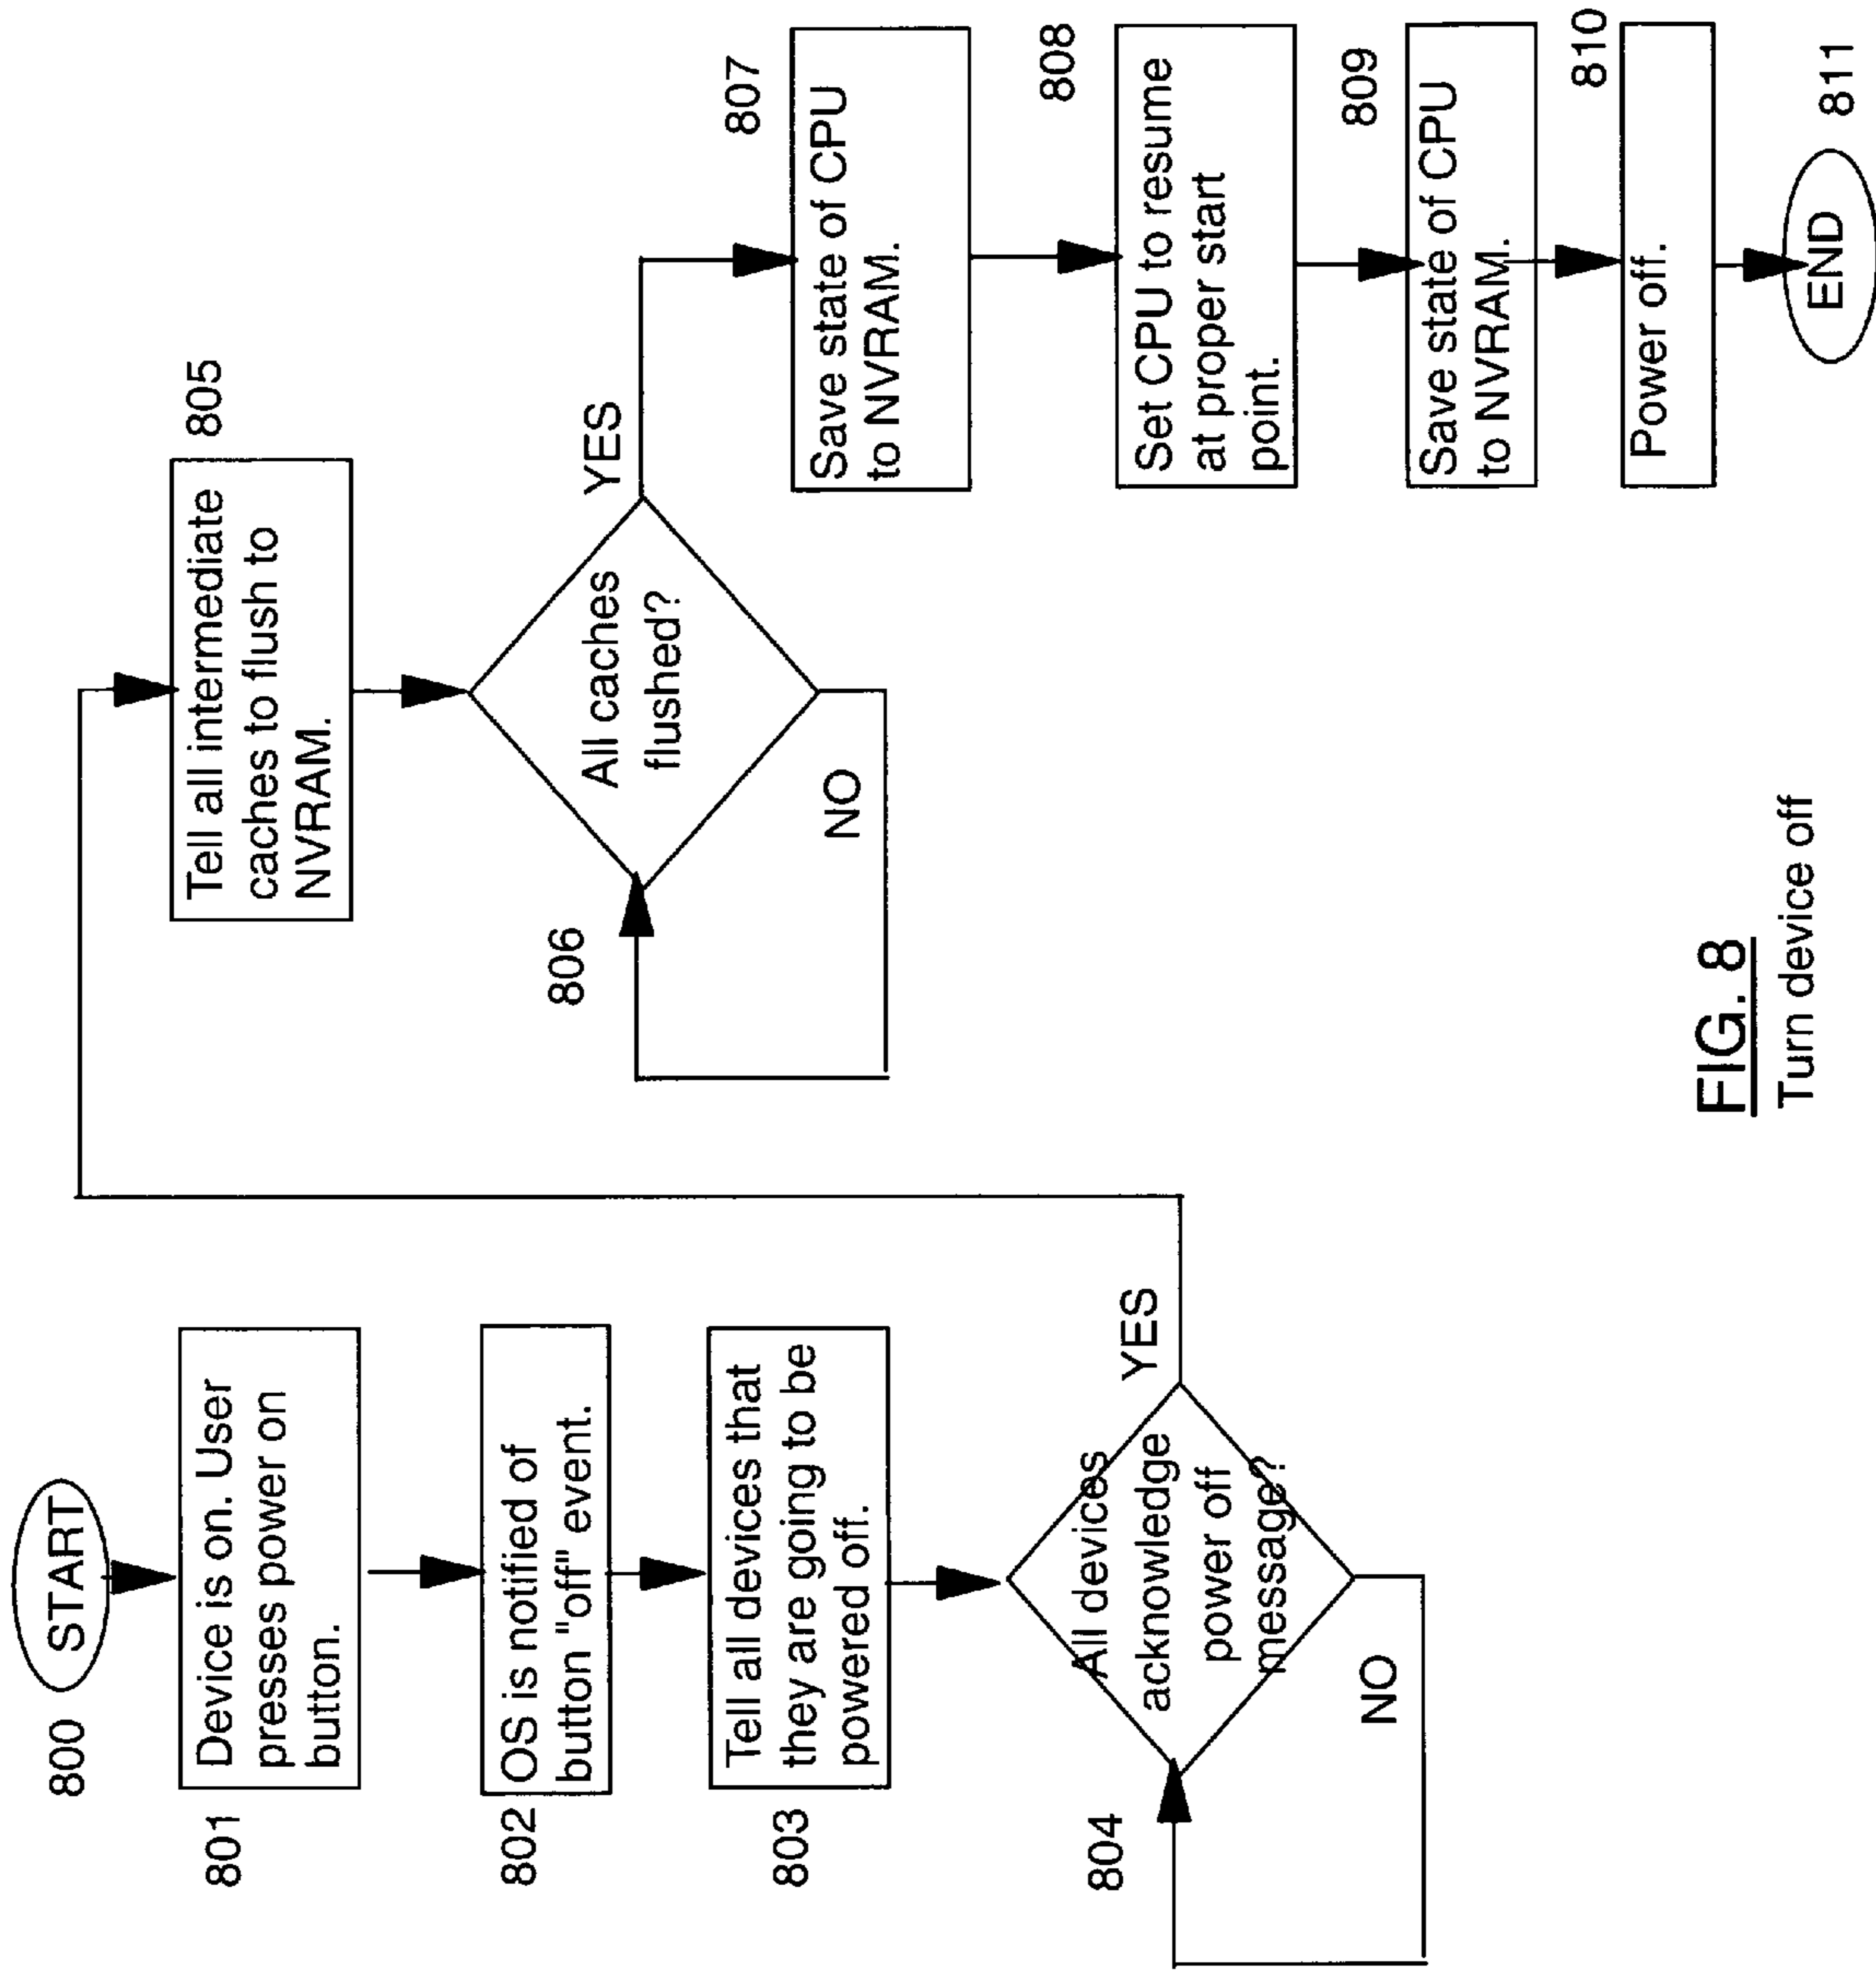 800
START
801
Device is on. User
presses power on
button.
802
OS is notified of
button "off" event.
803
Tell all devices that
they are going to be
powered off.
804
All devices
acknowledge
power off
message?
YES
NO
805
Tell all intermediate
caches to flush to
NVRAM.
806
All caches
flushed?
YES
NO
807
Save state of CPU
to NVRAM.
808
Set CPU to resume
at proper start
point.
809
Save state of CPU
to NVRAM.
810
Power off.
END
811
FIG. 8
Turn device off